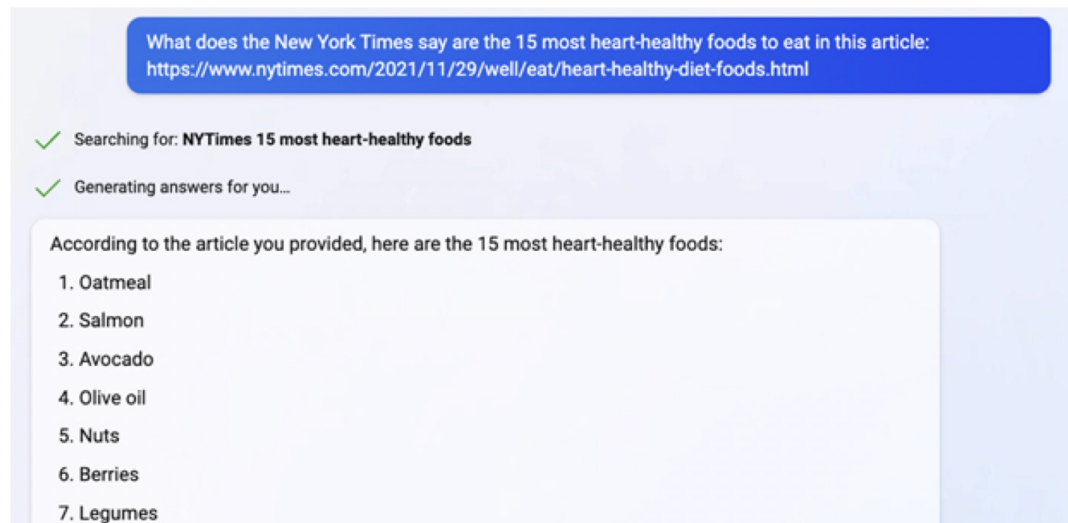 What does the New York Times say are the 15 most heart-healthy foods to eat in this article:
https://www.nytimes.com/2021/11/29/well/eat/heart-healthy-diet-foods.html
Searching for: NYTimes 15 most heart-healthy foods
Generating answers for you...
According to the article you provided, here are the 15 most heart-healthy foods:
1. Oatmeal
2. Salmon
3. Avocado
4. Olive oil
5. Nuts
6. Berries
7. Legumes